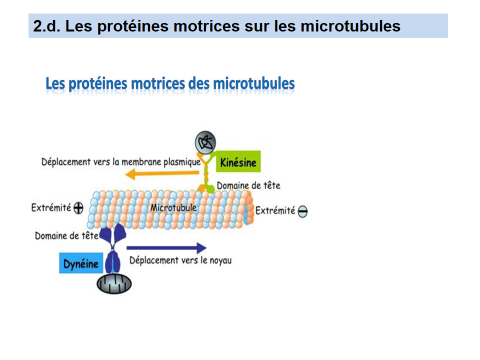 2.d. Les protéines motrices sur les microtubules
Les protéines motrices des microtubules
Déplacement vers la membrane plasmique
Kinésine
Domaine de tête
Extrémité +
Microtubule
Extrémité −
Domaine de tête
Dynéine
Déplacement vers le noyau